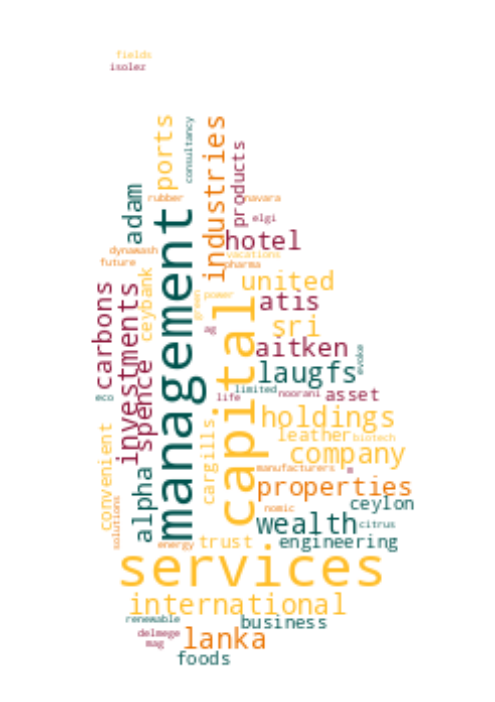 fields
isolez
ports
consultancy
industries
products
adam
rubber
navara
elgi
management
hotel
dynawash
vacations
future
pharma
ceybank
united
carbons
investments
green
power
capital
atis
sri
ag
aitken
evoke
spence
laugfs
eco
limited
life
noorani
asset
holdings
cargills
convenient
leather
biotech
company
alpha
manufacturers
m
properties
solutions
nomic
ceylon
wealth
citrus
energy
trust
engineering
services
international
renewable
business
delmege
lanka
mag
foods